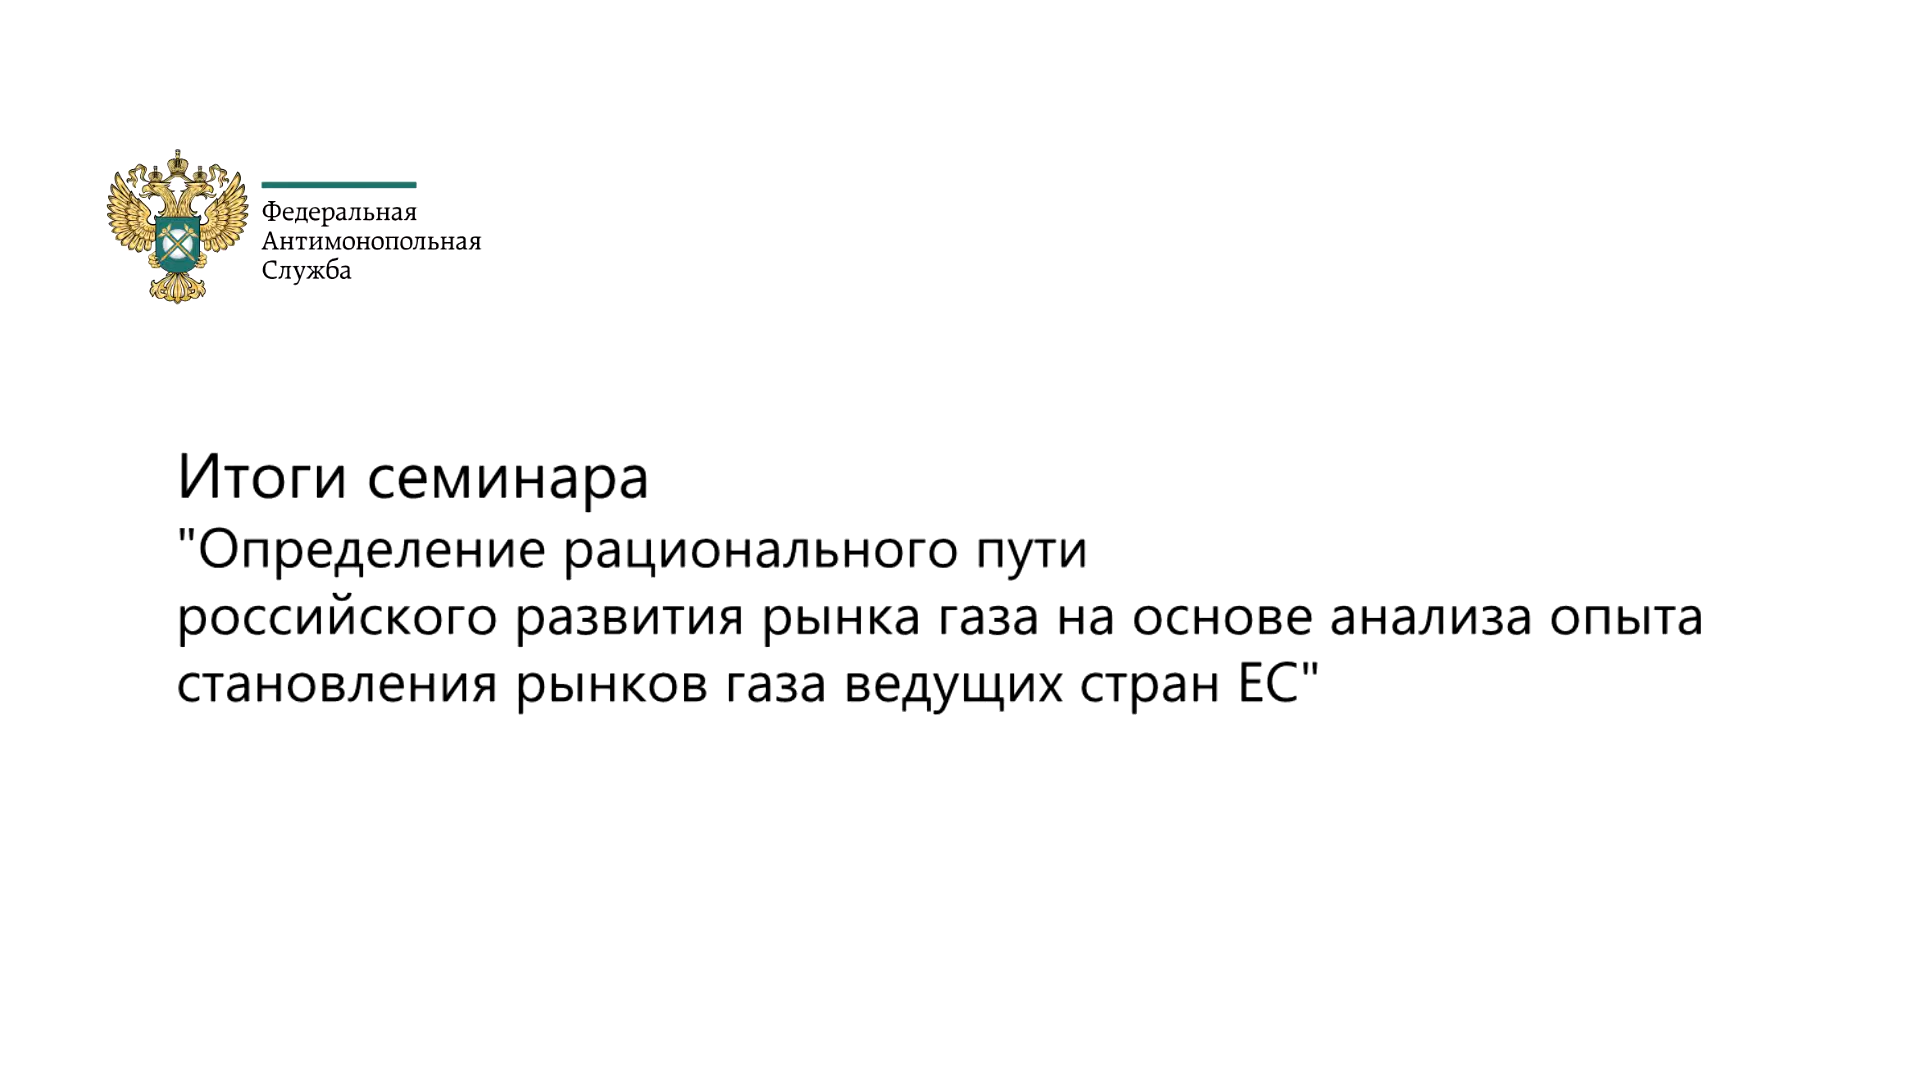 Федеральная
Антимонопольная
Служба
Итоги семинара
"Определение рационального пути
российского развития рынка газа на основе анализа опыта
становления рынков газа ведущих стран ЕС"